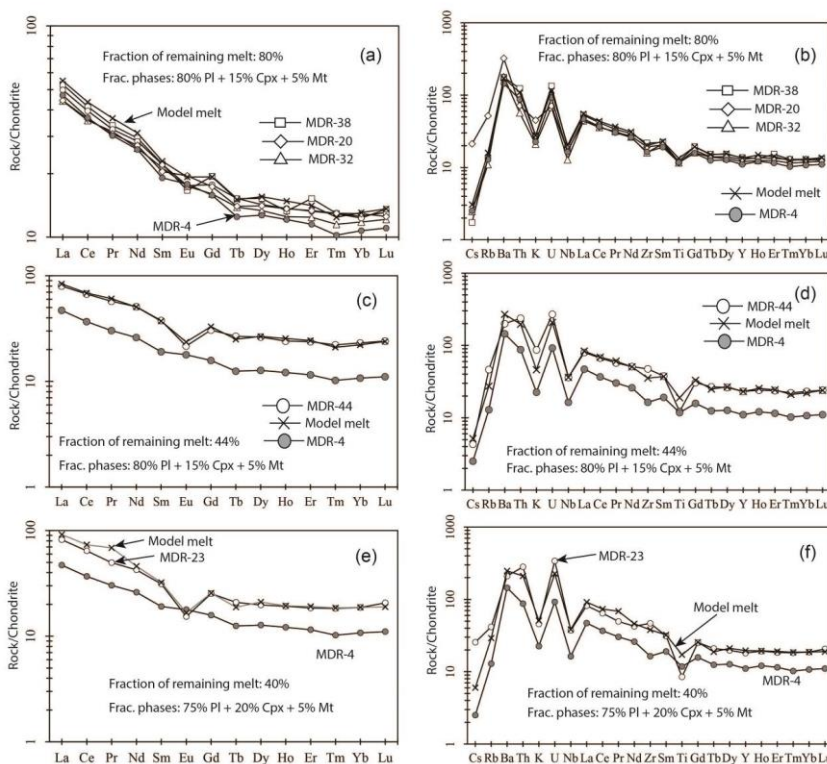 100
10
Rock/Chondrite
Fraction of remaining melt: 80%
Frac. phases: 80% Pl + 15% Cpx + 5% Mt
(a)
Model melt
MDR-38
MDR-20
MDR-32
MDR-4
La Ce Pr Nd Sm Eu Gd Tb Dy Ho Er Tm Yb Lu
1000
100
10
1
Rock/Chondrite
Fraction of remaining melt: 80%
Frac. phases: 80% Pl + 15% Cpx + 5% Mt
(b)
MDR-38
MDR-20
MDR-32
Model melt
MDR-4
Cs Rb Ba Th K U Nb La Ce Pr Nd Zr Sm Ti Gd Tb Dy Y Ho Er Tm Yb Lu
100
10
1
Rock/Chondrite
(c)
MDR-44
Model melt
MDR-4
Fraction of remaining melt: 44%
Frac. phases: 80% Pl + 15% Cpx + 5% Mt
La Ce Pr Nd Sm Eu Gd Tb Dy Ho Er Tm Yb Lu
1000
100
10
1
Rock/Chondrite
(d)
MDR-44
Model melt
MDR-4
Fraction of remaining melt: 44%
Frac. phases: 80% Pl + 15% Cpx + 5% Mt
Cs Rb Ba Th K U Nb La Ce Pr Nd Zr Sm Ti Gd Tb Dy Y Ho Er Tm Yb Lu
100
10
1
Rock/Chondrite
Model melt
MDR-23
(e)
MDR-4
Fraction of remaining melt: 40%
Frac. phases: 75% Pl + 20% Cpx + 5% Mt
La Ce Pr Nd Sm Eu Gd Tb Dy Ho Er Tm Yb Lu
1000
100
10
1
Rock/Chondrite
MDR-23
(f)
Model melt
MDR-4
Fraction of remaining melt: 40%
Frac. phases: 75% Pl + 20% Cpx + 5% Mt
Cs Rb Ba Th K U Nb La Ce Pr Nd Zr Sm Ti Gd Tb Dy Y Ho Er Tm Yb Lu